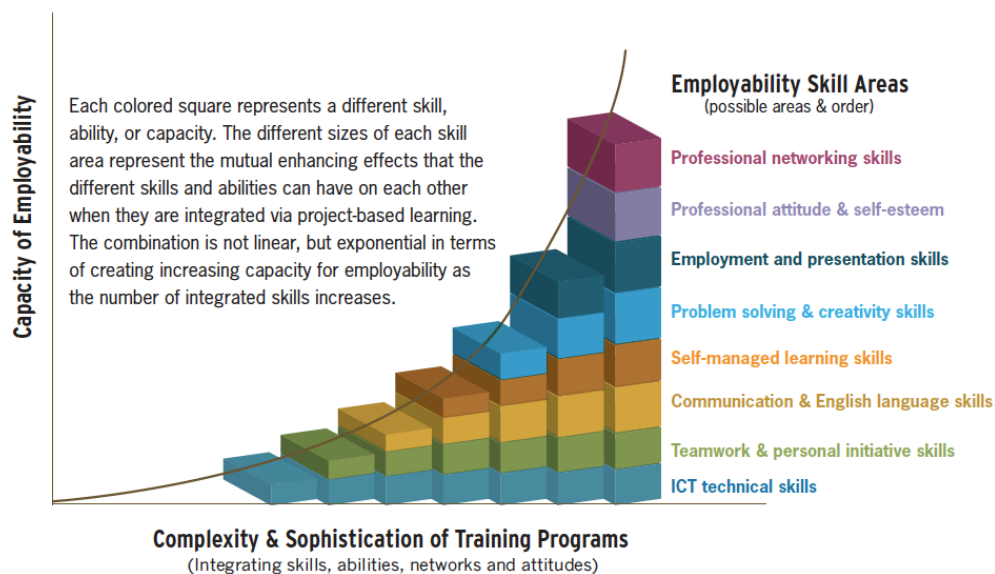 Capacity of Employability
Each colored square represents a different skill,
ability, or capacity. The different sizes of each skill
area represent the mutual enhancing effects that the
different skills and abilities can have on each other
when they are integrated via project-based learning.
The combination is not linear, but exponential in terms
of creating increasing capacity for employability as
the number of integrated skills increases.
Employability Skill Areas
(possible areas & order)
Professional networking skills
Professional attitude & self-esteem
Employment and presentation skills
Problem solving & creativity skills
Self-managed learning skills
Communication & English language skills
Teamwork & personal initiative skills
ICT technical skills
Complexity & Sophistication of Training Programs
(Integrating skills, abilities, networks and attitudes)